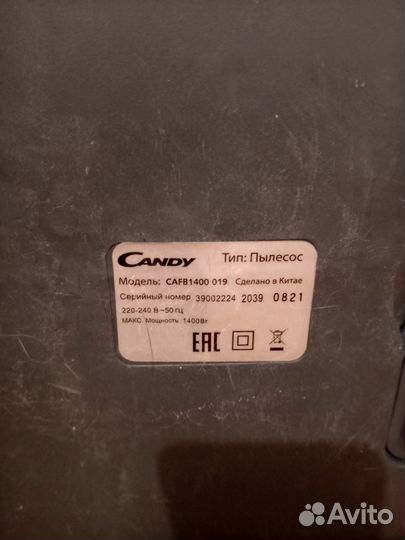 CANDY Тип: Пылесос
Модель: CAFB1400 019 Сделано в Китае
Серийный номер 39002224 2039 0821
220-240 В ~50 Гц
МАКС. Мощность 1400Вт
EAC
Avito